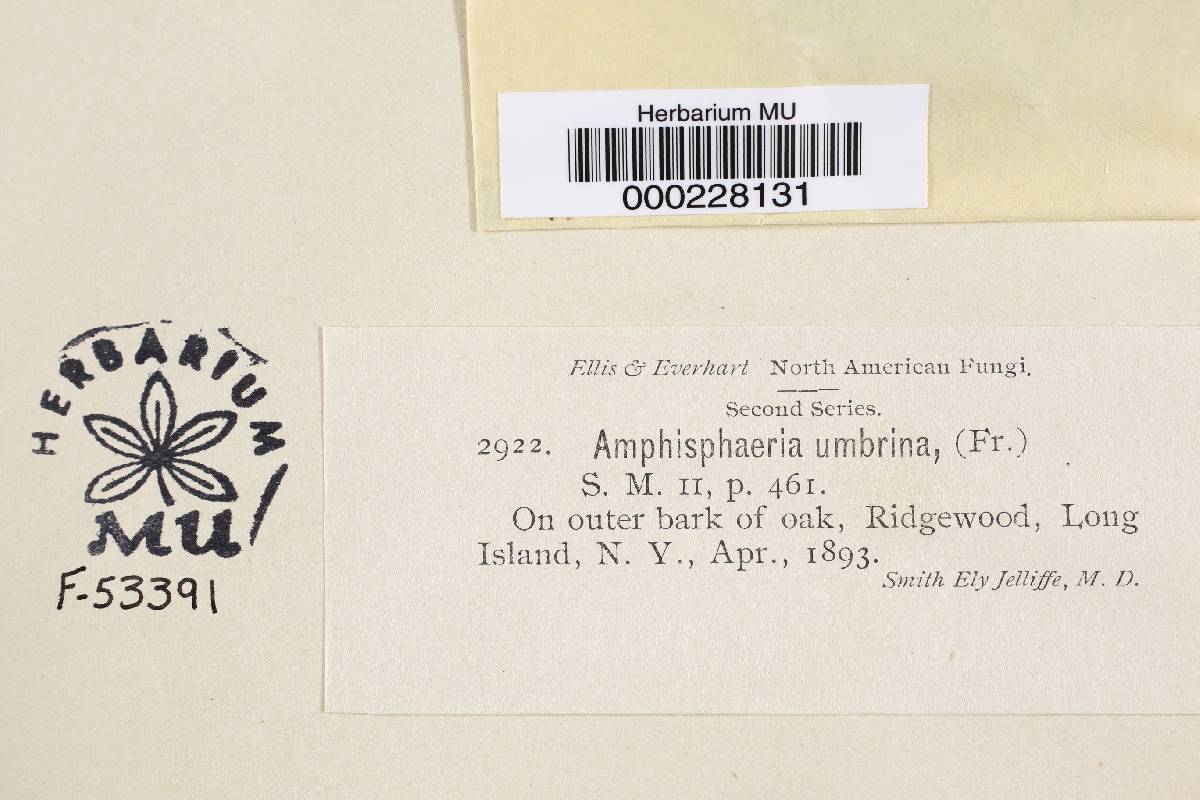 Herbarium MU
000228131
HERBARIUM
MU
F-53391
Ellis & Everhart North American Fungi.
Second Series.
2922. Amphisphaeria umbrina, (Fr.)
S. M. II, p. 461.
On outer bark of oak, Ridgewood, Long
Island, N. Y., Apr., 1893.
Smith Ely Jelliffe, M. D.